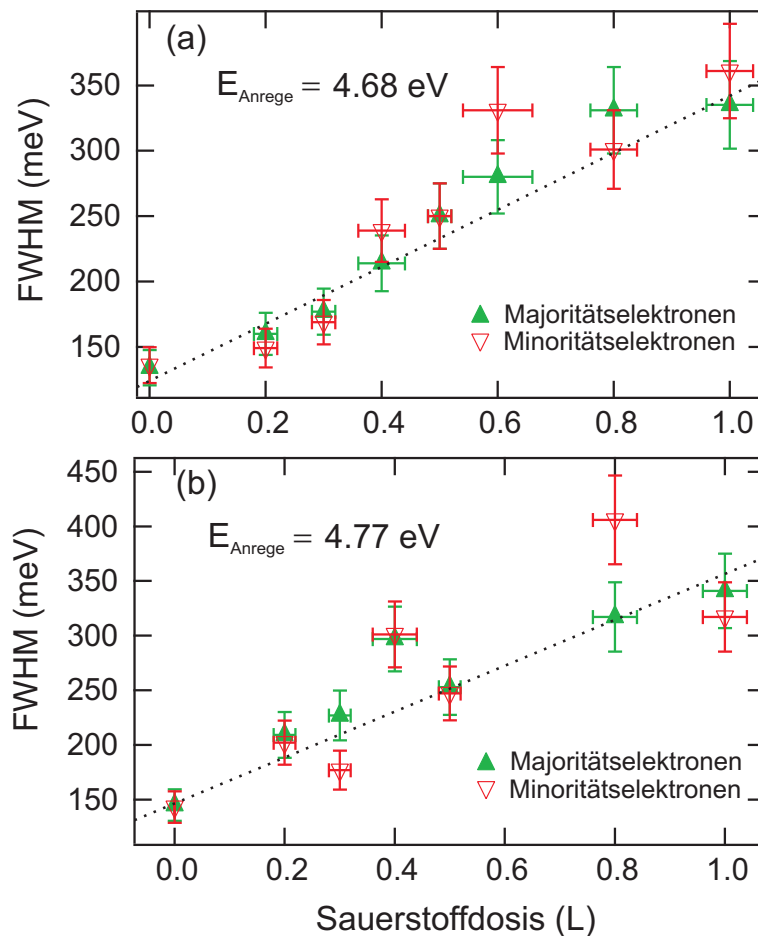 (a)
E_Anrege = 4.68 eV
FWHM (meV)
350
300
250
200
150
Majoritätselektronen
Minoritätselektronen
0.0 0.2 0.4 0.6 0.8 1.0
(b)
E_Anrege = 4.77 eV
FWHM (meV)
450
400
350
300
250
200
150
Majoritätselektronen
Minoritätselektronen
0.0 0.2 0.4 0.6 0.8 1.0
Sauerstoffdosis (L)